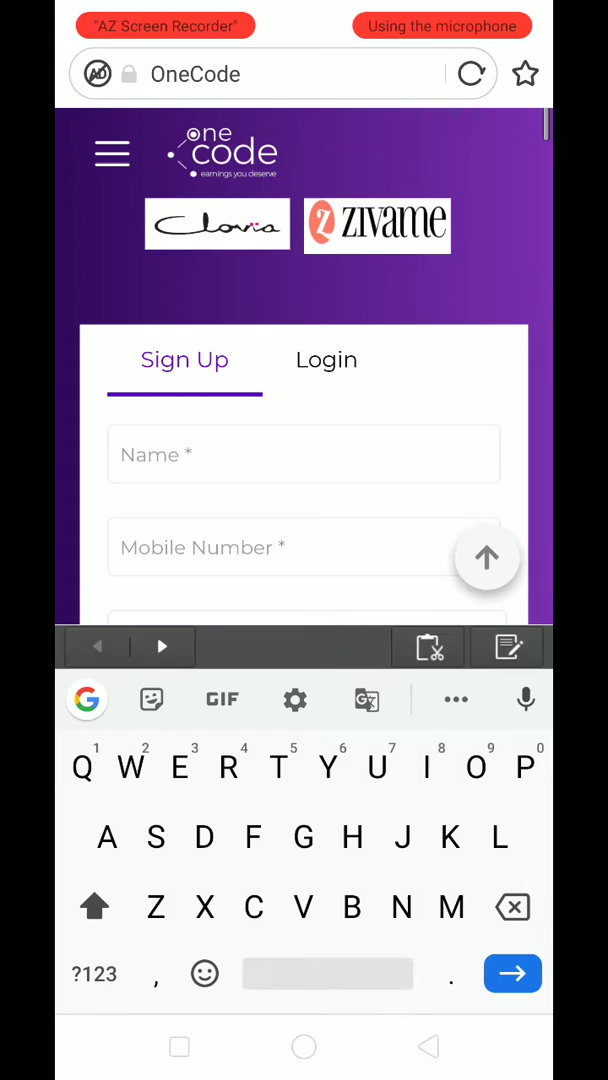 "AZ Screen Recorder" Using the microphone
AD OneCode
one
code
earnings you deserve
Clovia Z ZIVAME
Sign Up Login
Name *
Mobile Number *
G GIF G
1 2 3 4 5 6 7 8 9 0
Q W E R T Y U I O P
A S D F G H J K L
Z X C V B N M
?123 , .